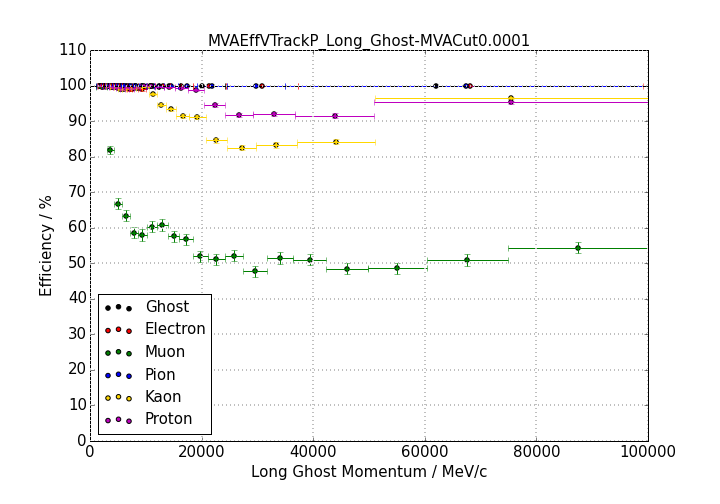 MVAEffVTrackP_Long_Ghost-MVACut0.0001
110
100
90
80
70
60
50
40
30
20
10
0
Efficiency / %
Ghost
Electron
Muon
Pion
Kaon
Proton
0 20000 40000 60000 80000 100000
Long Ghost Momentum / MeV/c